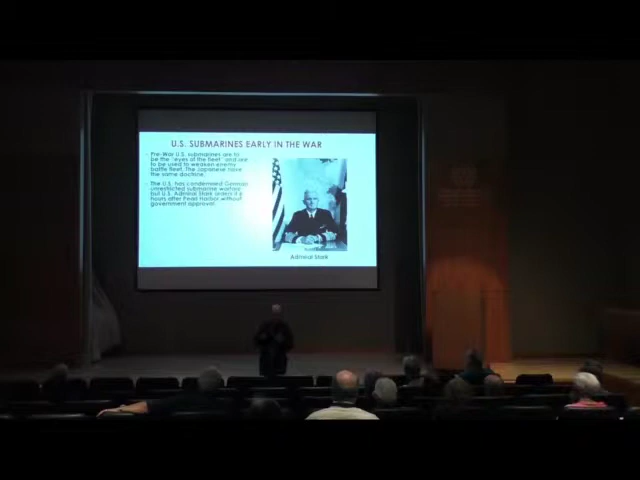 U.S. SUBMARINES EARLY IN THE WAR
Pre-War U.S. submarines are to
be the "eyes of the fleet" and are
to be used to weaken enemy
battle fleet. The Japanese have
the same doctrine.
The U.S. has condemned German
unrestricted submarine warfare
but U.S. Admiral Stark orders it
hours after Pearl Harbor without
government approval.
Admiral Stark